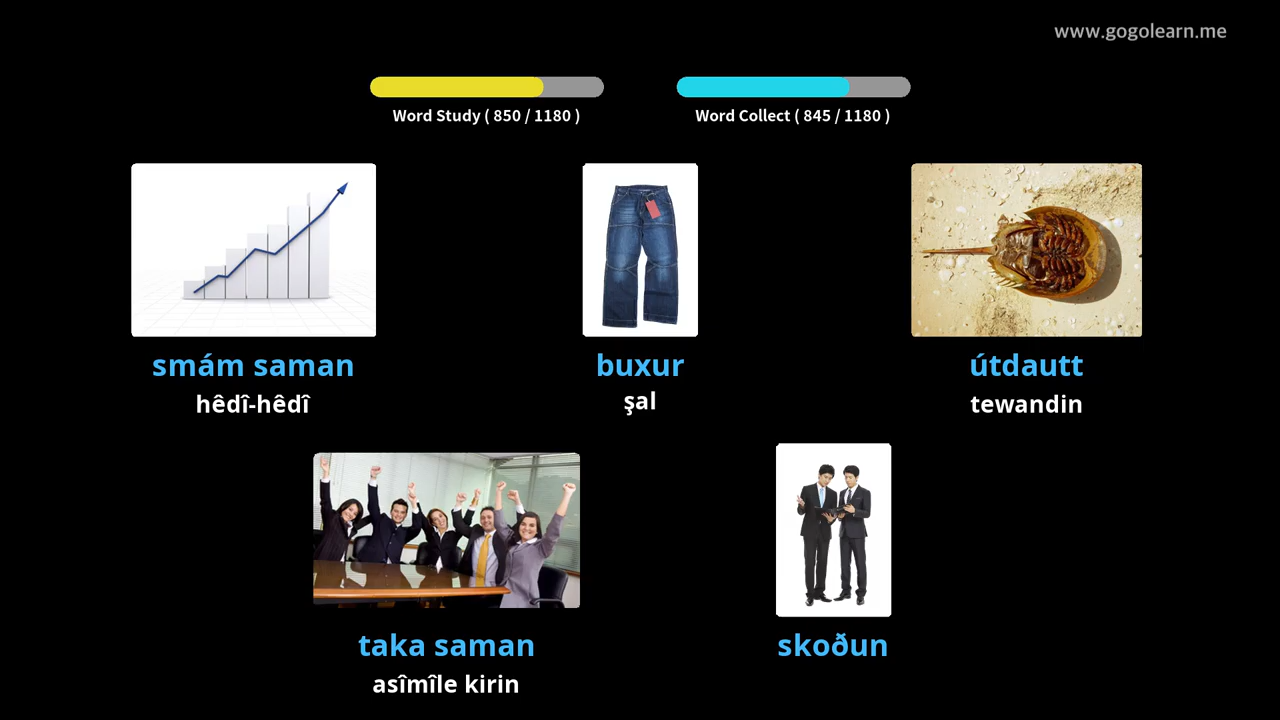 www.gogolearn.me
Word Study ( 850 / 1180 )
Word Collect ( 845 / 1180 )
smám saman
hêdî-hêdî
buxur
şal
útdautt
tewandin
taka saman
asîmîle kirin
skoðun